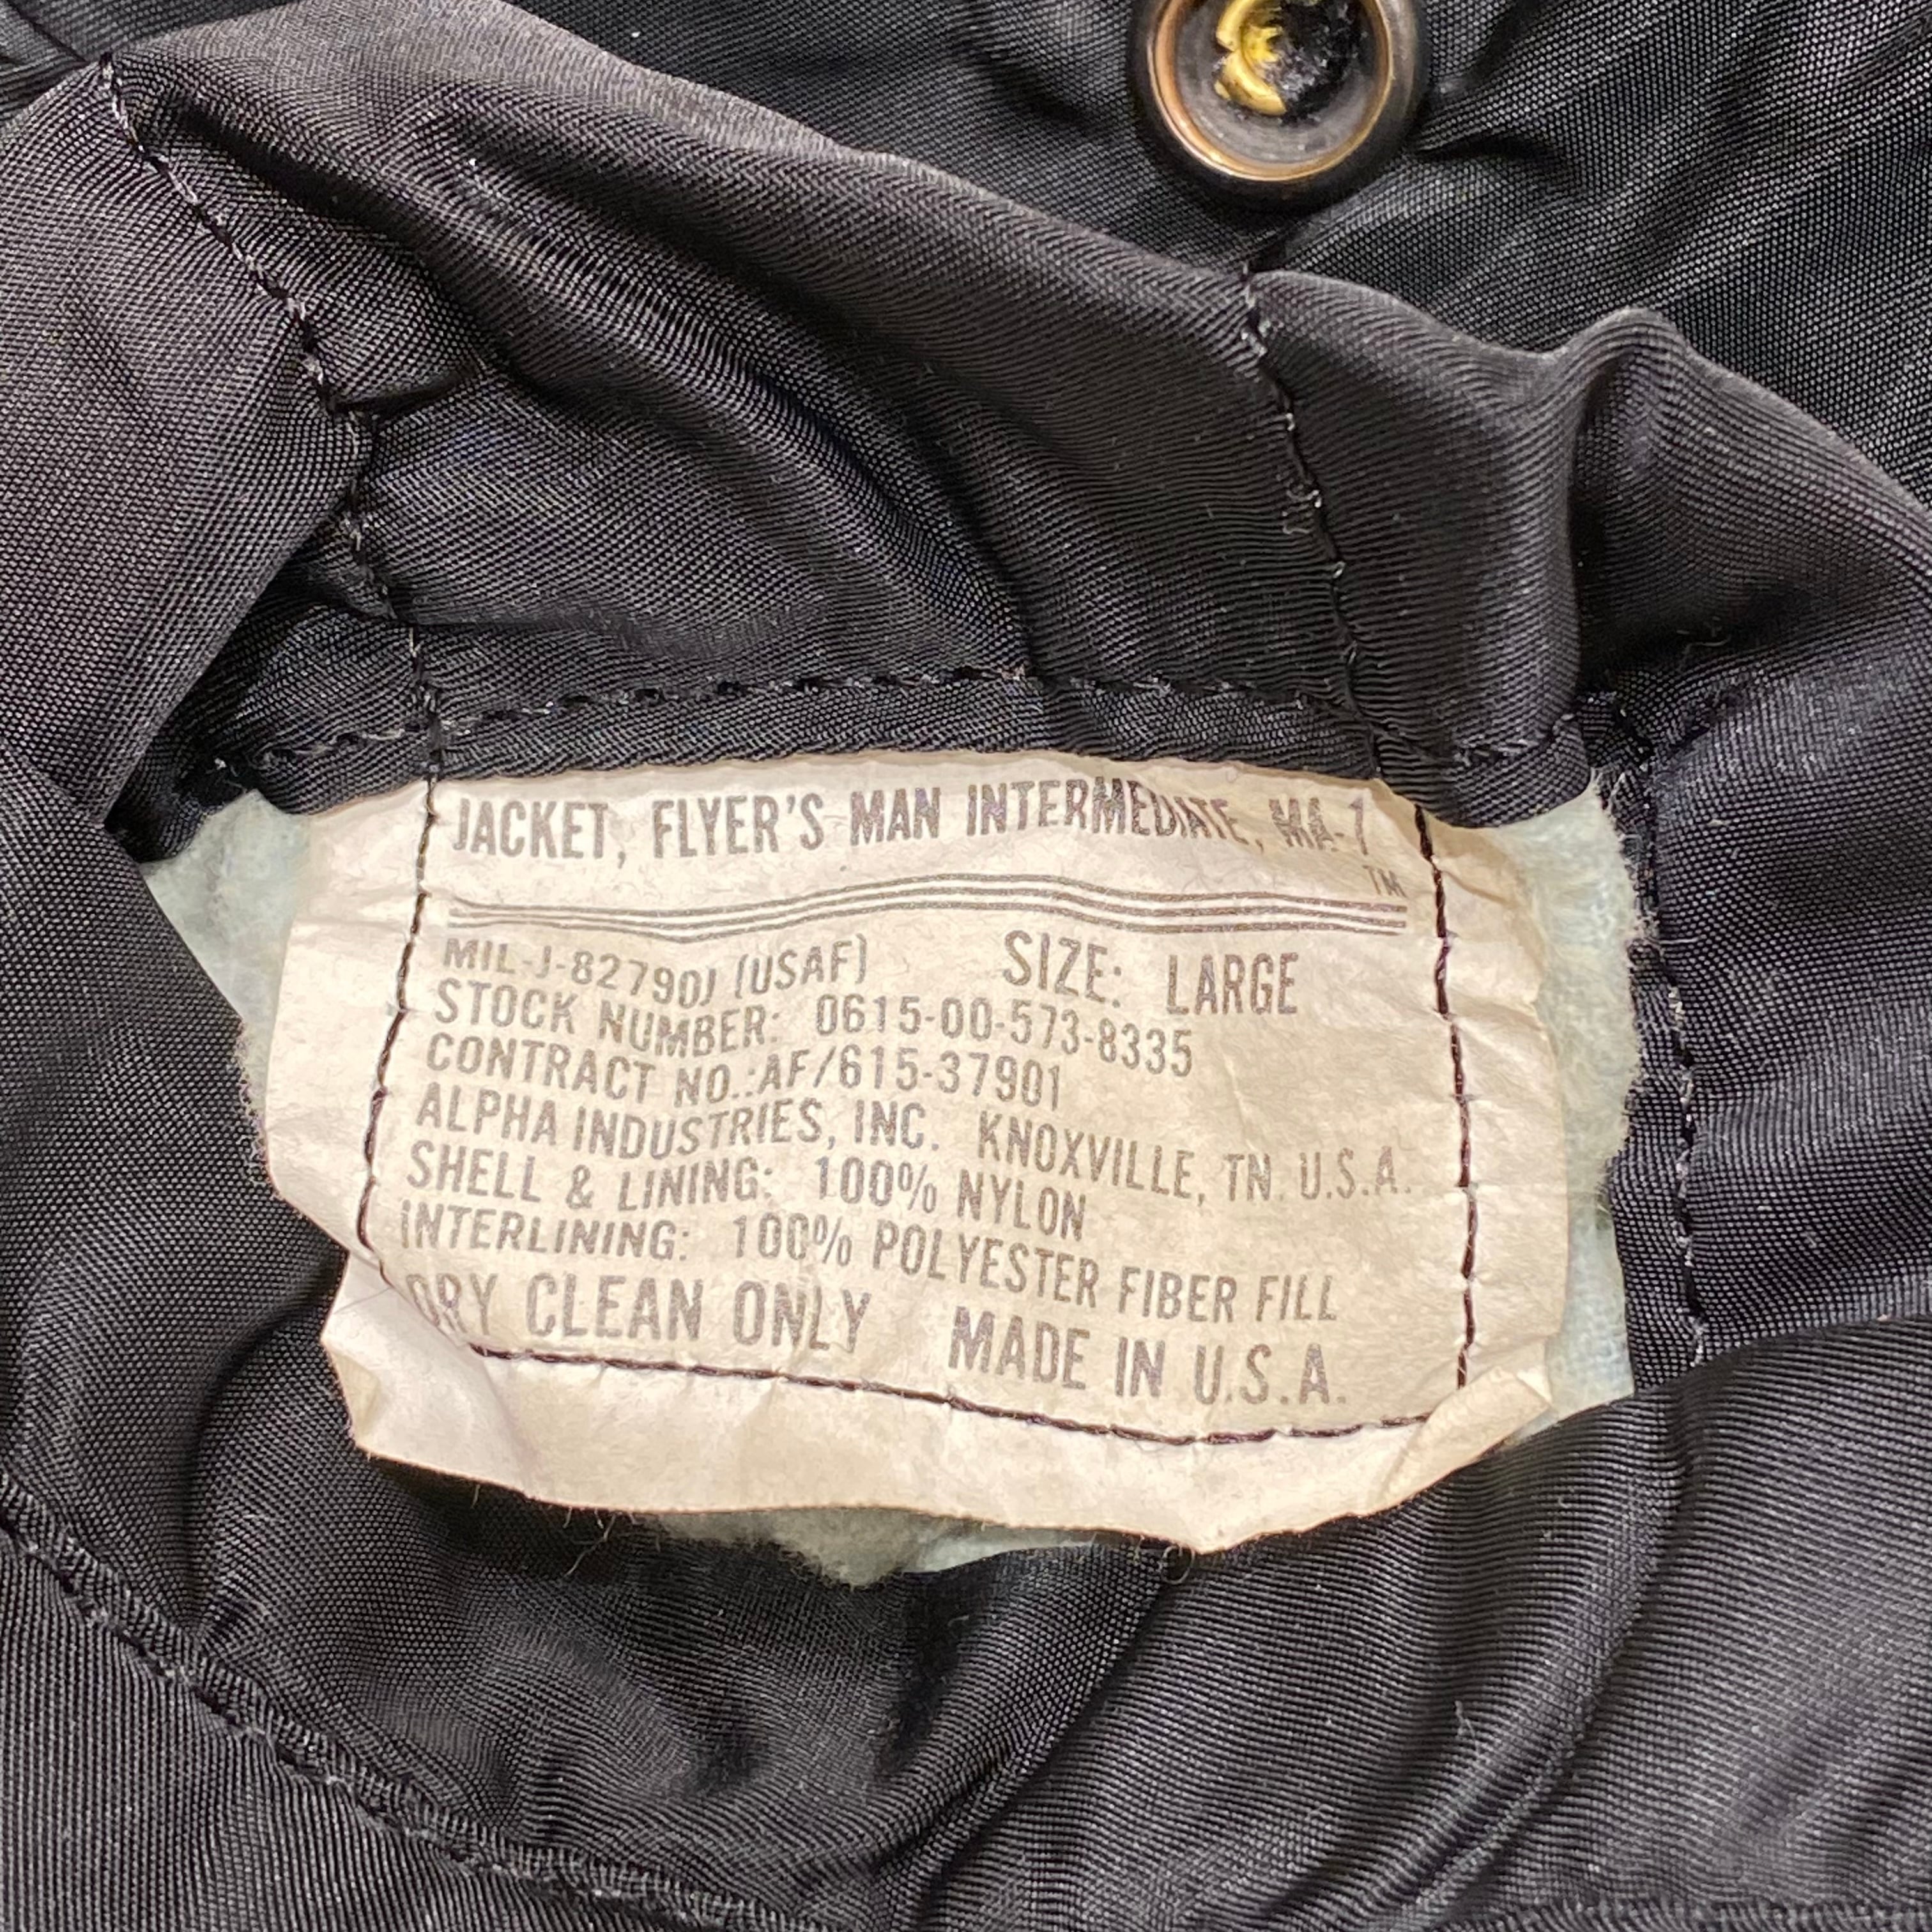 JACKET, FLYER'S MAN INTERMEDIATE, MA-1
TM
MIL-J-82790J (USAF) SIZE: LARGE
STOCK NUMBER: 0615-00-573-8335
CONTRACT NO.:AF/615-37901
ALPHA INDUSTRIES, INC. KNOXVILLE, TN. U.S.A.
SHELL & LINING: 100% NYLON
INTERLINING: 100% POLYESTER FIBER FILL
DRY CLEAN ONLY MADE IN U.S.A.